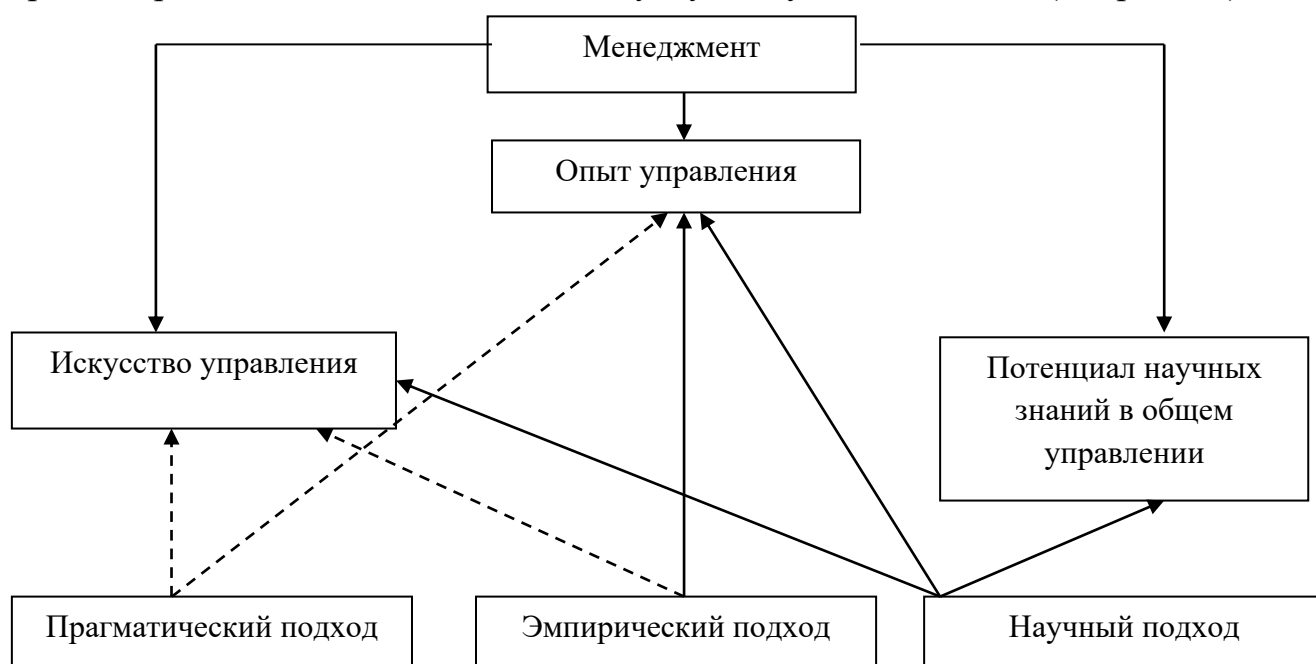 Менеджмент
Опыт управления
Искусство управления
Потенциал научных
знаний в общем
управлении
Прагматический подход
Эмпирический подход
Научный подход